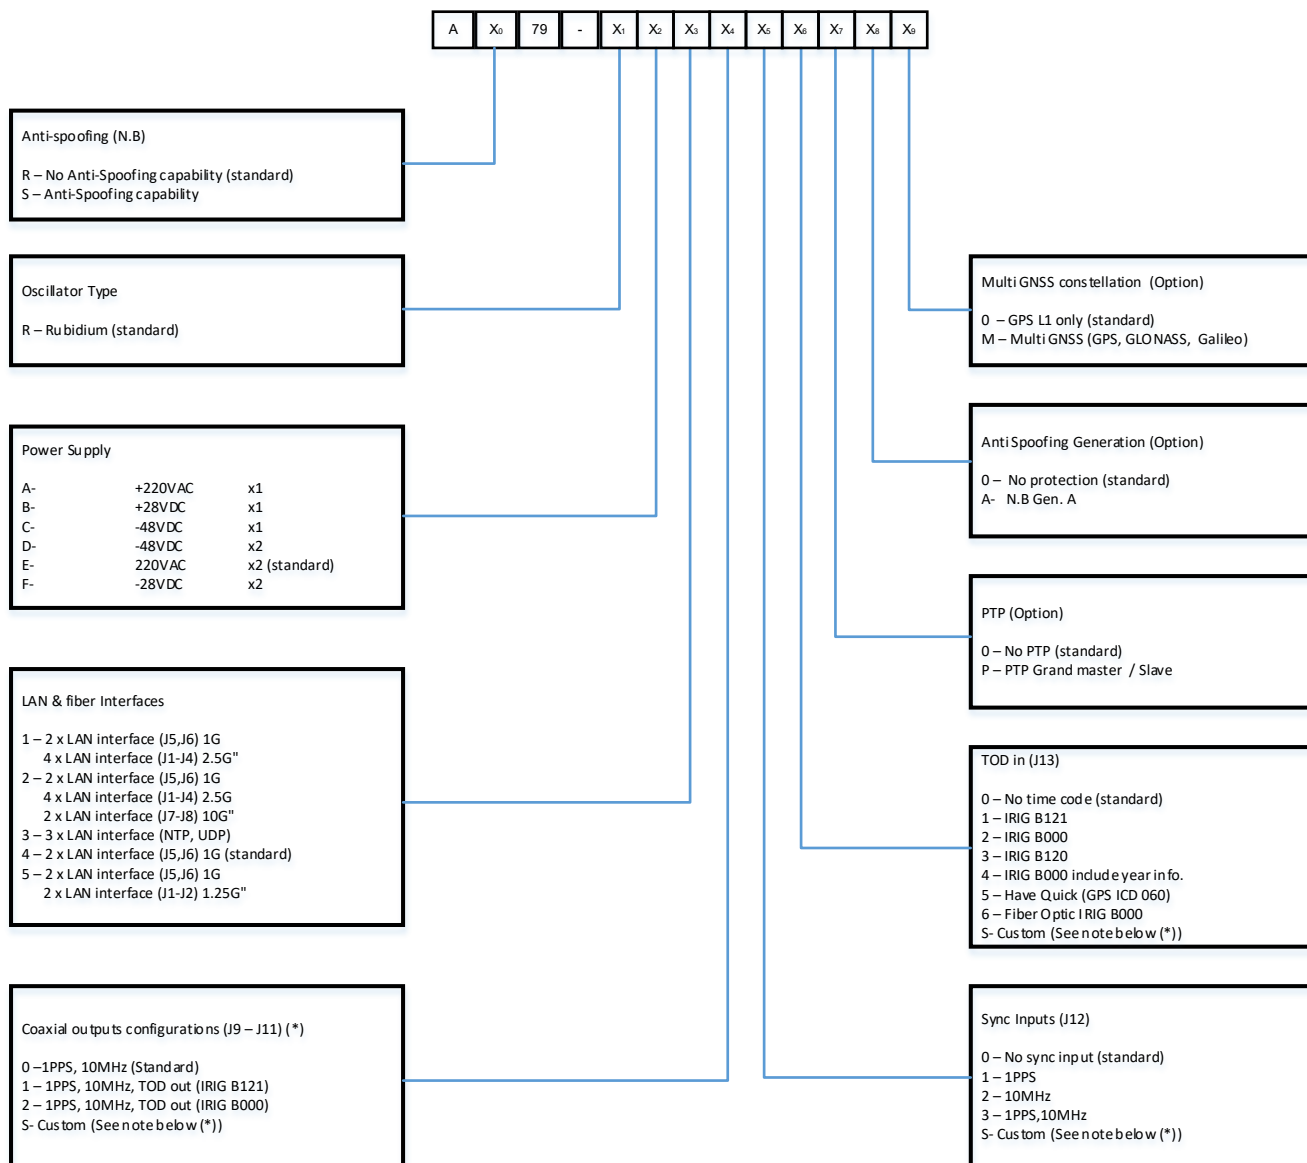 A X0 79 - X1 X2 X3 X4 X5 X6 X7 X8 X9
Anti-spoofing (N.B)
R – No Anti-Spoofing capability (standard)
S – Anti-Spoofing capability
Oscillator Type
R – Rubidium (standard)
Power Supply
A- +220VAC x1
B- +28VDC x1
C- -48VDC x1
D- -48VDC x2
E- 220VAC x2 (standard)
F- -28VDC x2
LAN & fiber Interfaces
1 – 2 x LAN interface (J5,J6) 1G
4 x LAN interface (J1-J4) 2.5G"
2 – 2 x LAN interface (J5,J6) 1G
4 x LAN interface (J1-J4) 2.5G
2 x LAN interface (J7-J8) 10G"
3 – 3 x LAN interface (NTP, UDP)
4 – 2 x LAN interface (J5,J6) 1G (standard)
5 – 2 x LAN interface (J5,J6) 1G
2 x LAN interface (J1-J2) 1.25G"
Coaxial outputs configurations (J9 – J11) (*)
0 –1PPS, 10MHz (Standard)
1 – 1PPS, 10MHz, TOD out (IRIG B121)
2 – 1PPS, 10MHz, TOD out (IRIG B000)
S- Custom (See note below (*))
Multi GNSS constellation (Option)
0 – GPS L1 only (standard)
M – Multi GNSS (GPS, GLONASS, Galileo)
Anti Spoofing Generation (Option)
0 – No protection (standard)
A- N.B Gen. A
PTP (Option)
0 – No PTP (standard)
P – PTP Grand master / Slave
TOD in (J13)
0 – No time code (standard)
1 – IRIG B121
2 – IRIG B000
3 – IRIG B120
4 – IRIG B000 include year info.
5 – Have Quick (GPS ICD 060)
6 – Fiber Optic IRIG B000
S- Custom (See note below (*))
Sync Inputs (J12)
0 – No sync input (standard)
1 – 1PPS
2 – 10MHz
3 – 1PPS,10MHz
S- Custom (See note below (*))